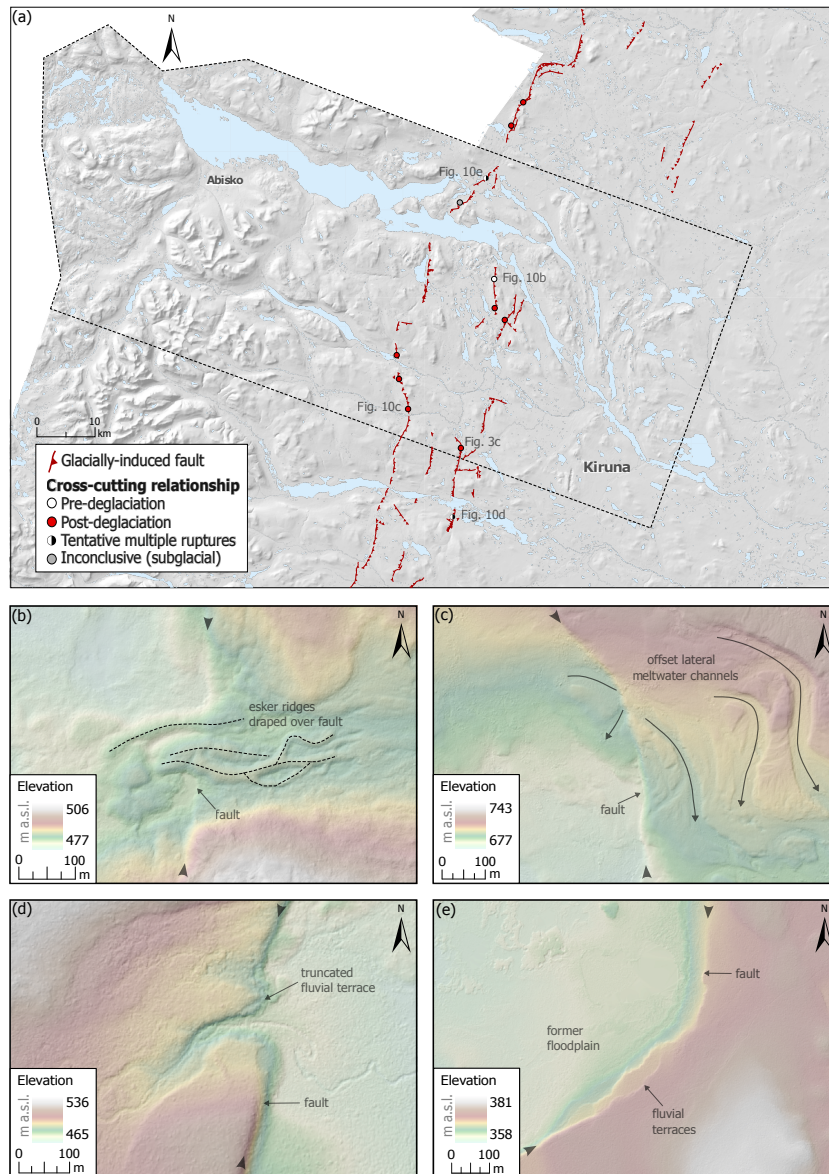 (a)
N
Fig. 10e
Abisko
Fig. 10b
Fig. 10c
0 10
km
Fig. 3c
Kiruna
Fig. 10d
Glacially-induced fault
Cross-cutting relationship
Pre-deglaciation
Post-deglaciation
Tentative multiple ruptures
Inconclusive (subglacial)
(b)
N
esker ridges
draped over fault
fault
Elevation
m a.s.l.
506
477
0 100
m
(c)
N
offset lateral
meltwater channels
fault
Elevation
m a.s.l.
743
677
0 100
m
(d)
N
truncated
fluvial terrace
fault
Elevation
m a.s.l.
536
465
0 100
m
(e)
N
fault
former
floodplain
fluvial
terraces
Elevation
m a.s.l.
381
358
0 100
m